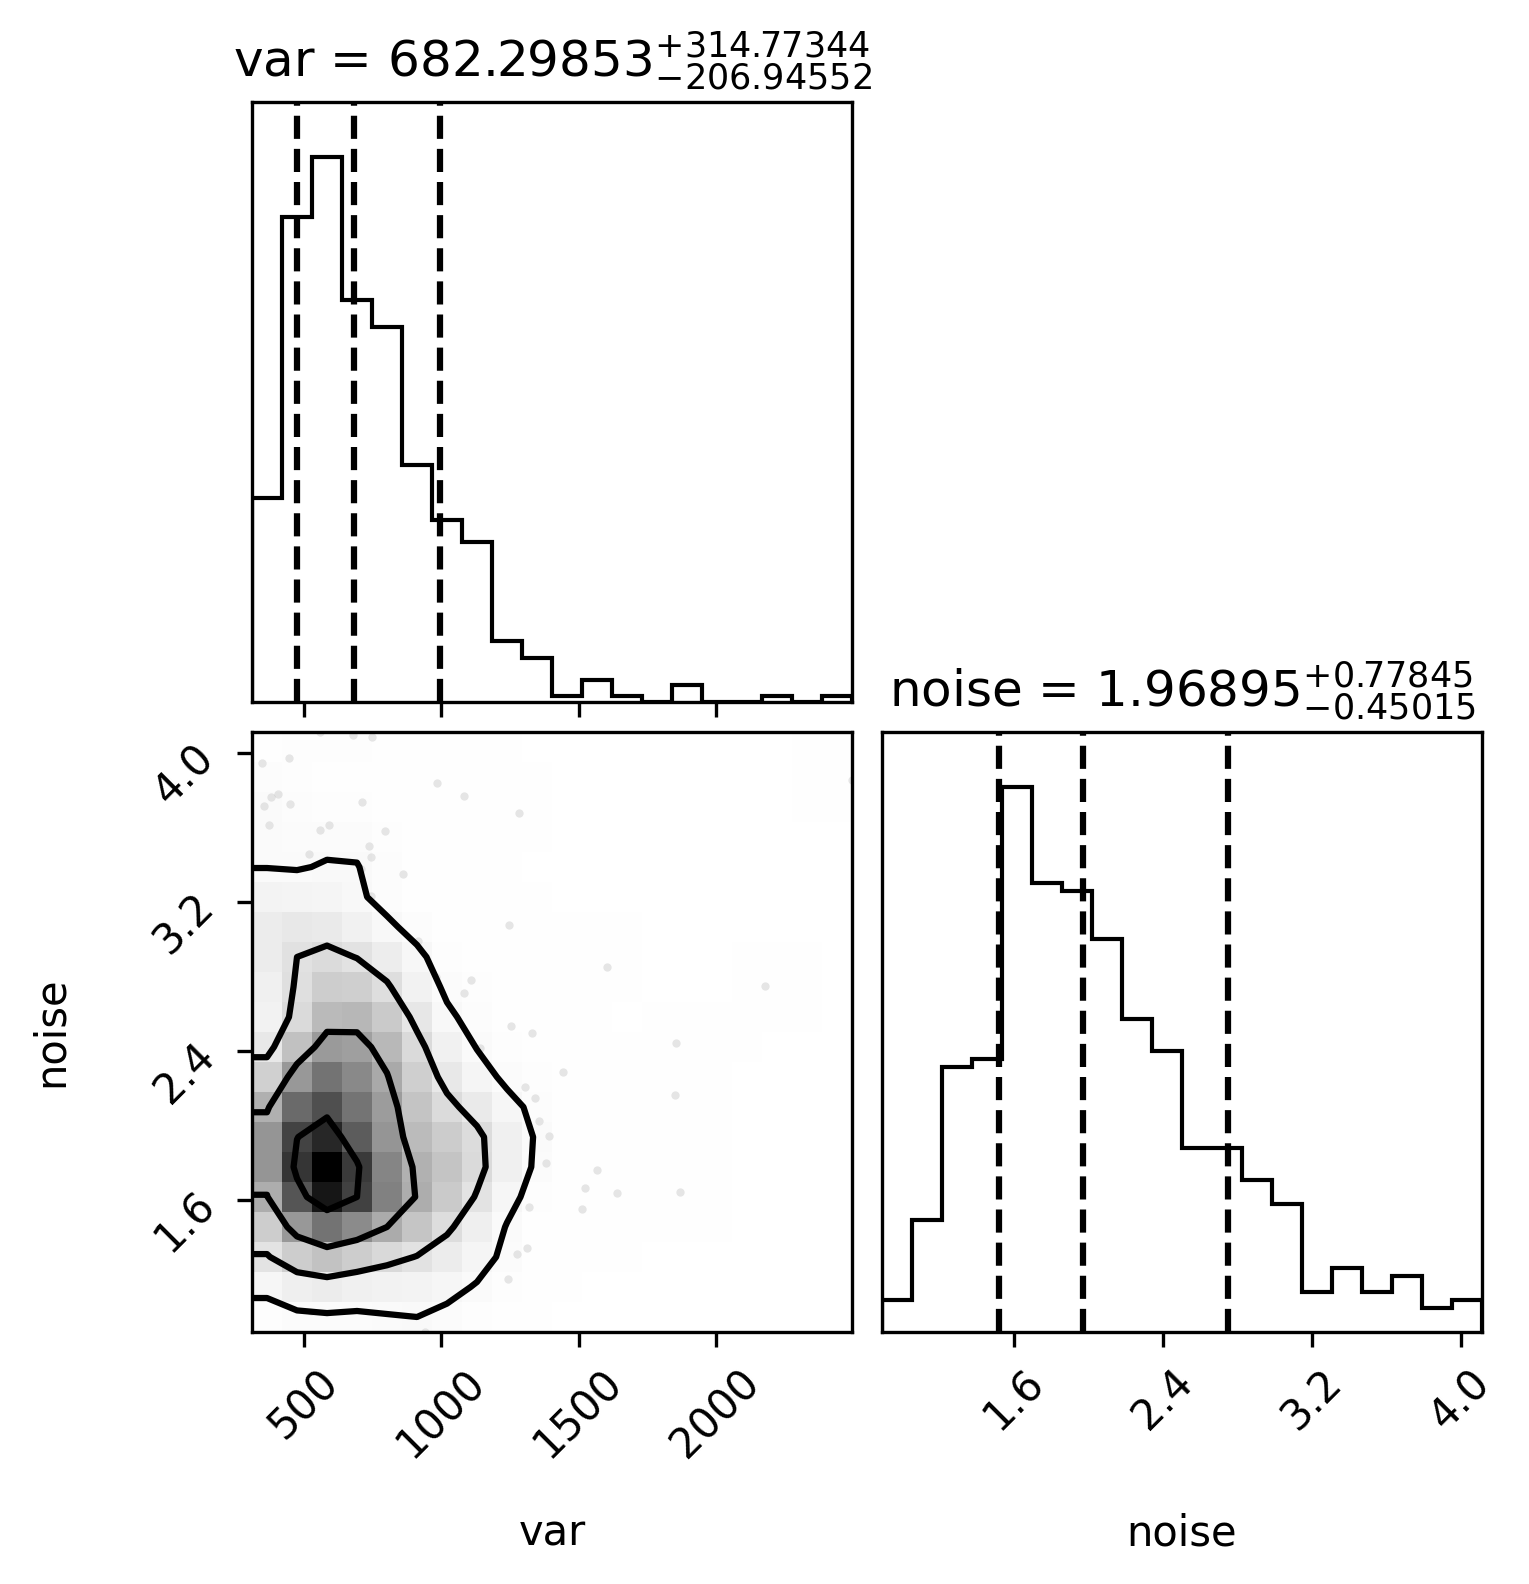 var = 682.29853 +314.77344 −206.94552
noise = 1.96895 +0.77845 −0.45015
4.0
3.2
2.4
1.6
noise
500 1000 1500 2000
1.6 2.4 3.2 4.0
var
noise